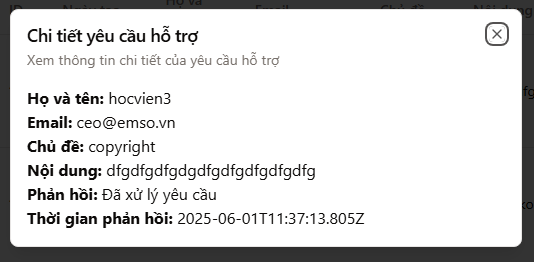 Họ và
Chi tiết yêu cầu hỗ trợ
Xem thông tin chi tiết của yêu cầu hỗ trợ
Họ và tên: hocvien3
Email: ceo@emso.vn
Chủ đề: copyright
Nội dung: dfgdfgdfgdgdfgdfgdfgdfgdfg
Phản hồi: Đã xử lý yêu cầu
Thời gian phản hồi: 2025-06-01T11:37:13.805Z